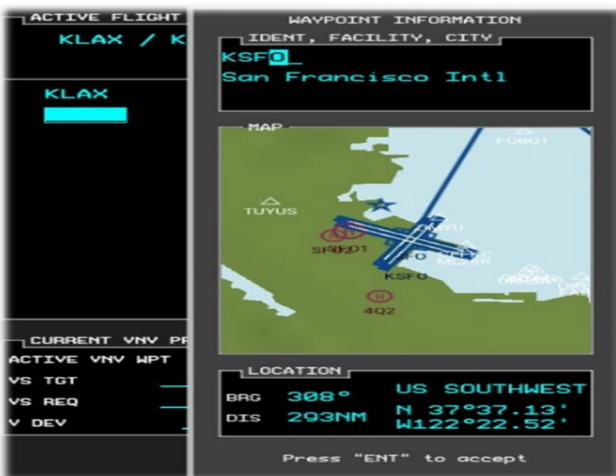 ACTIVE FLIGHT
KLAX / K
KLAX
CURRENT VNV PR
ACTIVE VNV WPT
VS TGT
VS REQ
V DEV
WAYPOINT INFORMATION
IDENT, FACILITY, CITY
KSFO_
San Francisco Intl
MAP
FOBOT
TUYUS
KSFO
H
4Q2
LOCATION
BRG 308° US SOUTHWEST
DIS 293NM N 37°37.13'
W122°22.52'
Press "ENT" to accept